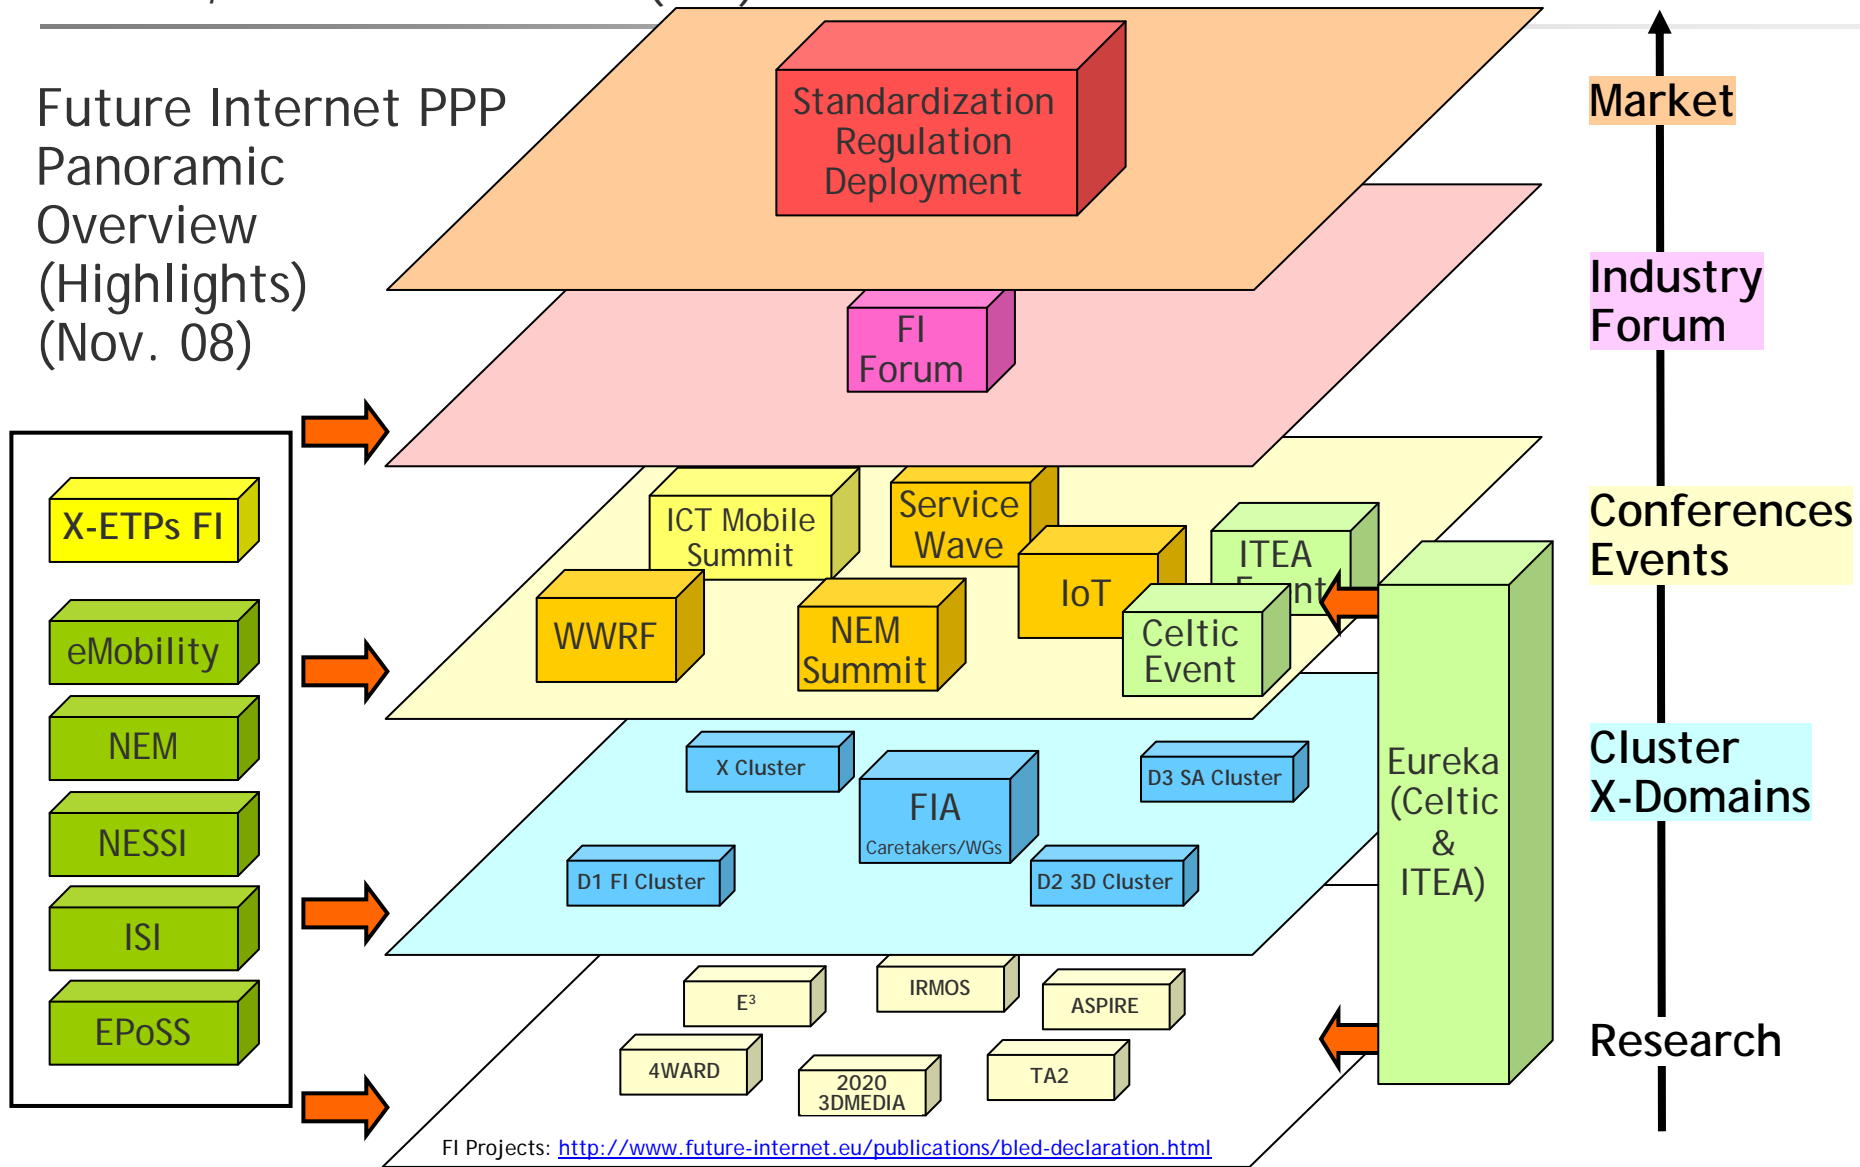 Future Internet PPP
Panoramic
Overview
(Highlights)
(Nov. 08)
Standardization
Regulation
Deployment
Market
FI
Forum
Industry
Forum
X-ETPs FI
eMobility
NEM
NESSI
ISI
EPoSS
ICT Mobile
Summit
Service
Wave
ITEA
IoT
WWRF
NEM
Summit
Celtic
Event
Conferences
Events
X Cluster
FIA
Caretakers/WGs
D3 SA Cluster
D1 FI Cluster
D2 3D Cluster
Eureka
(Celtic
&
ITEA)
Cluster
X-Domains
E³
IRMOS
ASPIRE
4WARD
2020
3DMEDIA
TA2
Research
FI Projects: http://www.future-internet.eu/publications/bled-declaration.html